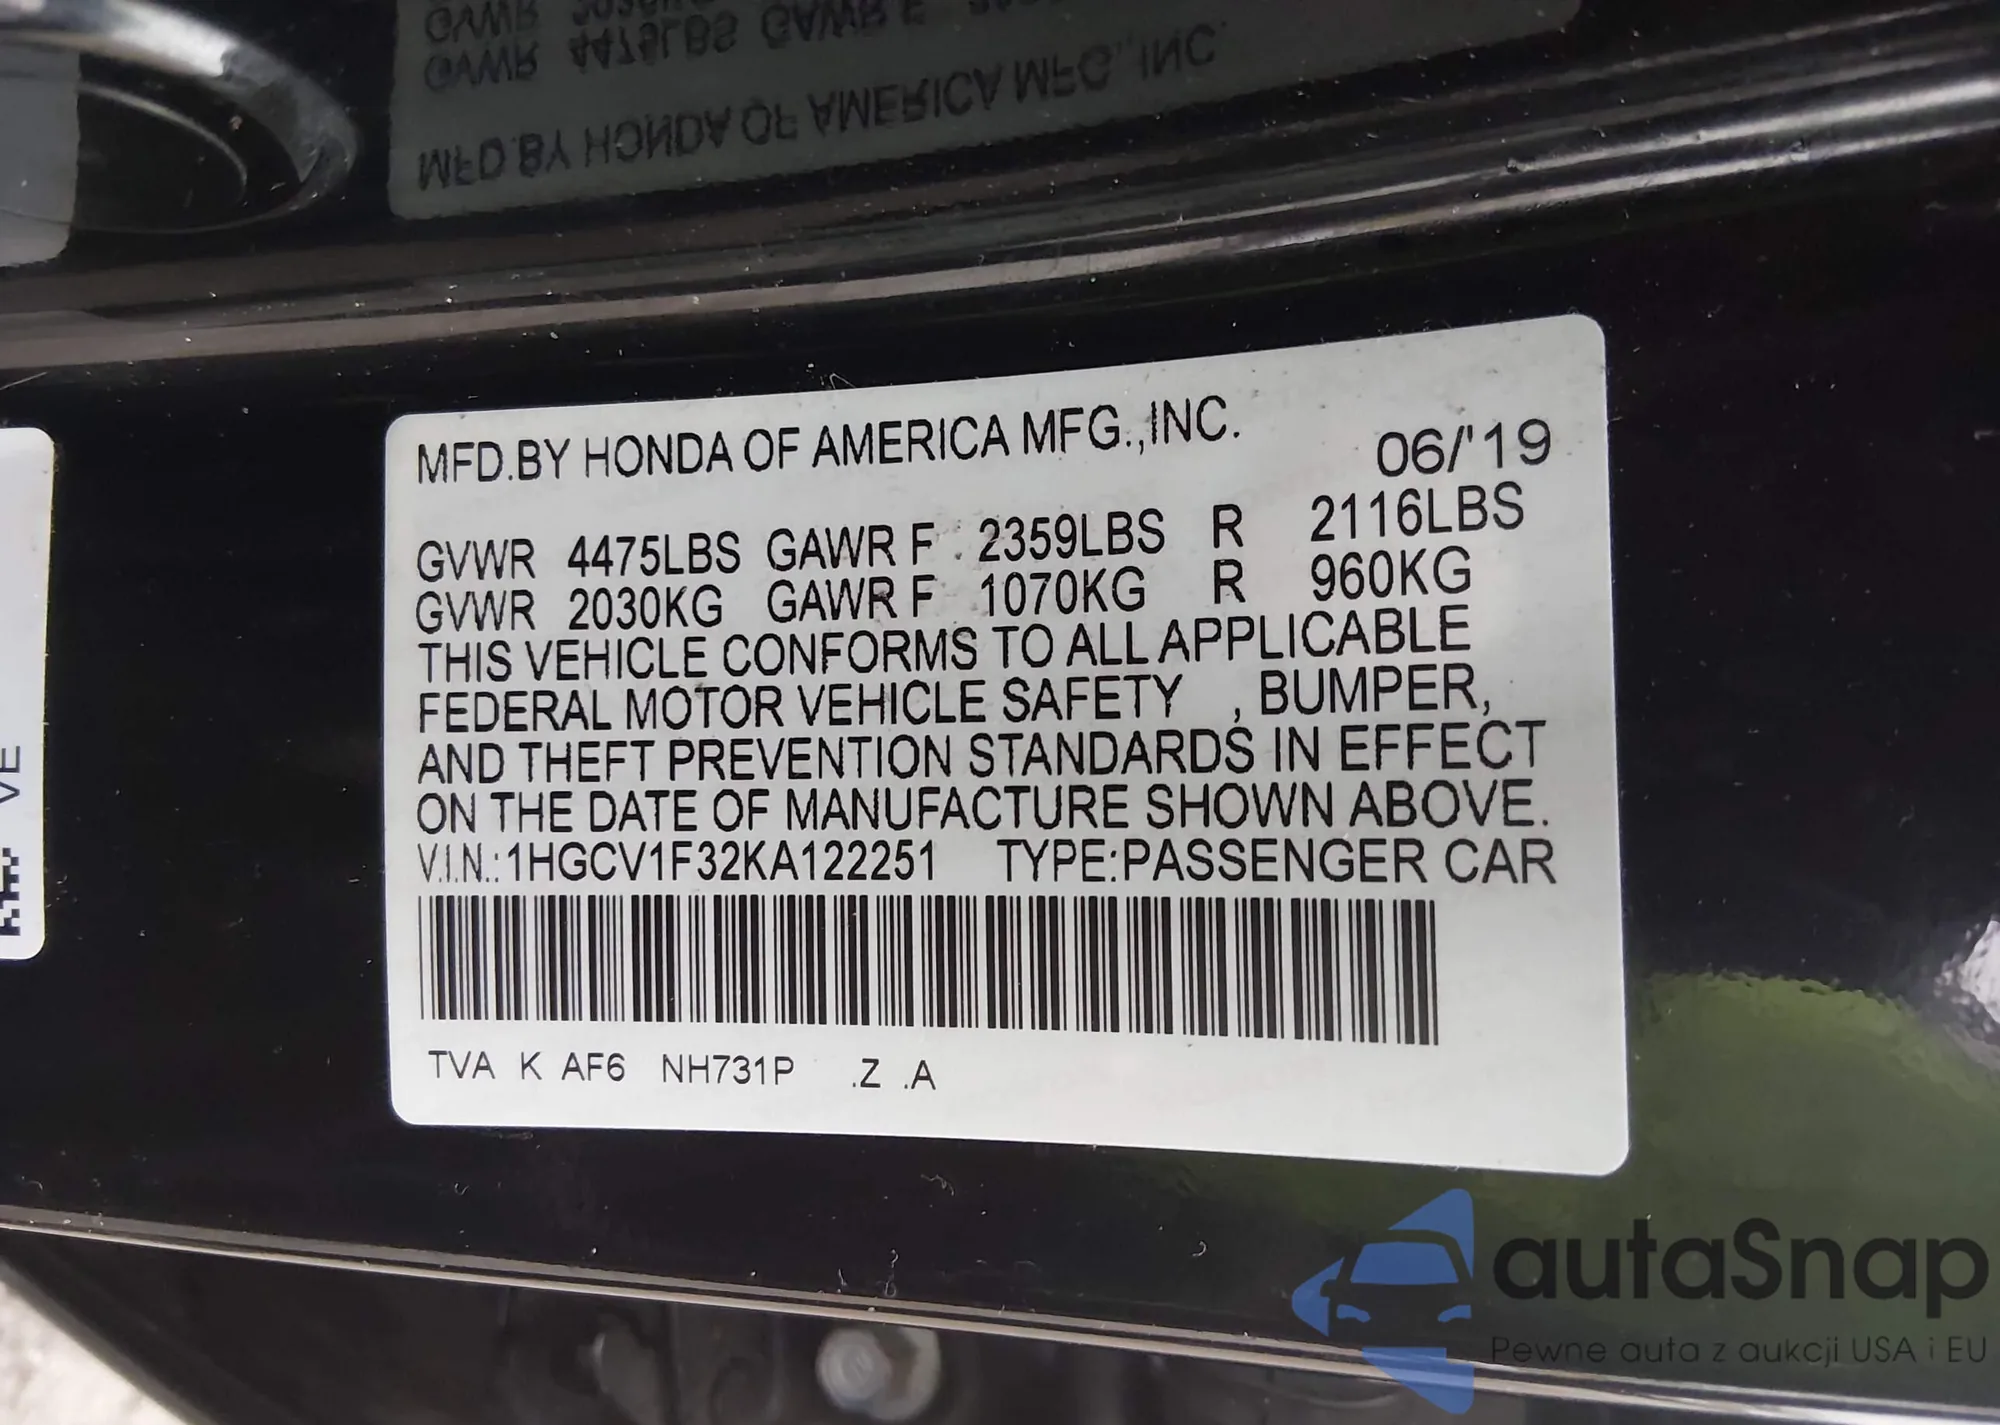 GVWR 2030KG
GVWR 4475LBS GAWR F
MFD.BY HONDA OF AMERICA MFG.,INC.
MFD.BY HONDA OF AMERICA MFG.,INC. 06/'19
GVWR 4475LBS GAWR F 2359LBS R 2116LBS
GVWR 2030KG GAWR F 1070KG R 960KG
THIS VEHICLE CONFORMS TO ALL APPLICABLE
FEDERAL MOTOR VEHICLE SAFETY , BUMPER,
AND THEFT PREVENTION STANDARDS IN EFFECT
ON THE DATE OF MANUFACTURE SHOWN ABOVE.
V.I.N.: 1HGCV1F32KA122251 TYPE:PASSENGER CAR
TVA K AF6 NH731P .Z .A
VE
autaSnap
Pewne auta z aukcji USA i EU